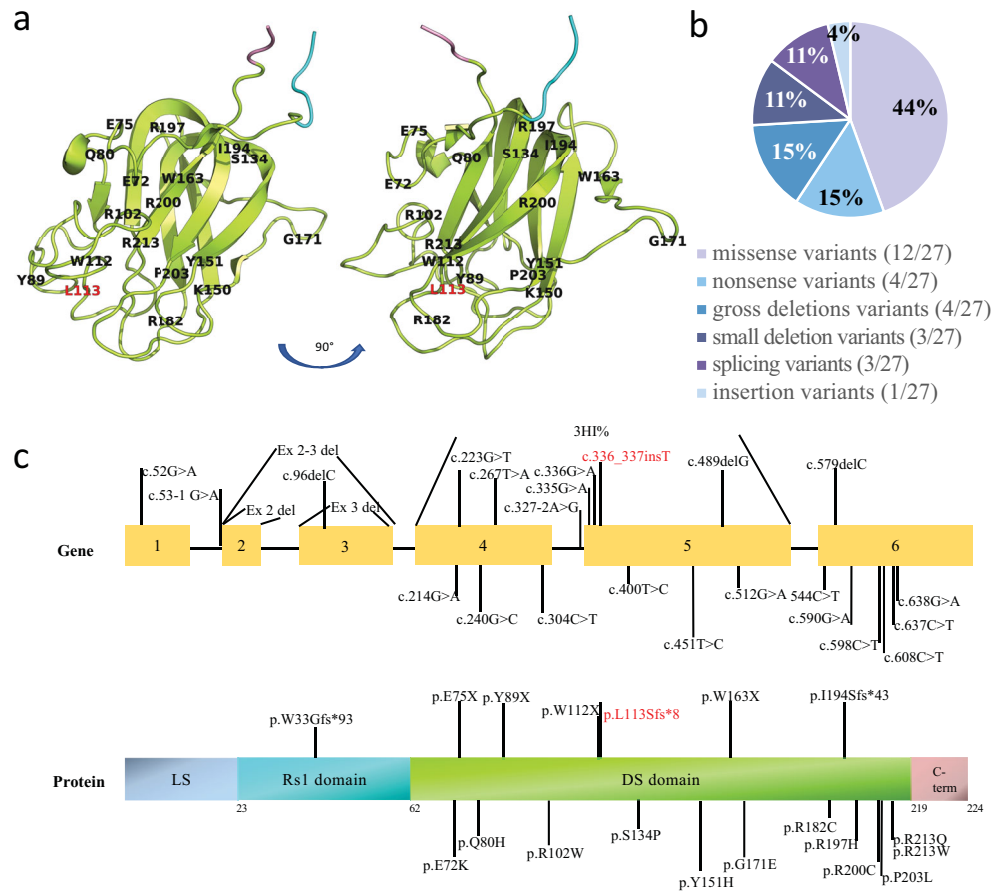 a
E75
R197
Q80
I194
S134
E72
W163
R102
R200
R213
G171
W112
Y151
Y89
P203
L113
K150
R182
90°
R197
E75
I194
S134
Q80
W163
E72
R200
R102
G171
R213
W112
Y151
Y89
P203
L113
K150
R182
b
4%
11%
11%
44%
15%
15%
missense variants (12/27)
nonsense variants (4/27)
gross deletions variants (4/27)
small deletion variants (3/27)
splicing variants (3/27)
insertion variants (1/27)
c
3HI%
Ex 2-3 del
c.223G>T
c.336_337insT
c.52G>A
c.96delC
c.267T>A
c.336G>A
c.489delG
c.579delC
c.53-1 G>A
c.335G>A
Ex 2 del
Ex 3 del
c.327-2A>G
Gene
1
2
3
4
5
6
c.214G>A
c.400T>C
c.512G>A
544C>T
c.638G>A
c.240G>C
c.304C>T
c.590G>A
c.637C>T
c.451T>C
c.598C>T
c.608C>T
p.E75X
p.Y89X
p.W163X
p.I194Sfs*43
p.W33Gfs*93
p.W112X
p.L113Sfs*8
Protein
LS
Rs1 domain
DS domain
C-
term
23
62
219
224
p.E72K
p.Q80H
p.R102W
p.S134P
p.Y151H
p.G171E
p.R182C
p.R197H
p.R200C
p.R213Q
p.R213W
p.P203L